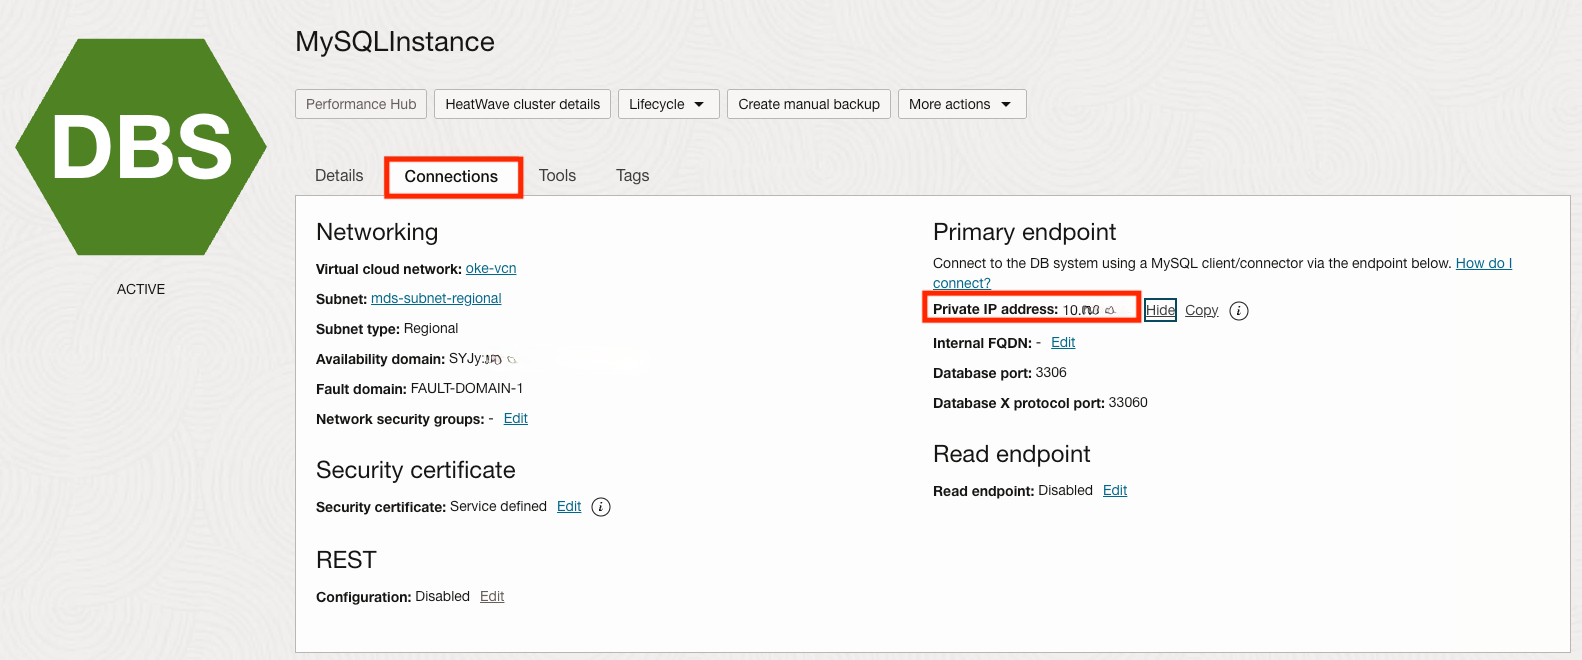 DBS
ACTIVE
MySQLInstance
Performance Hub
HeatWave cluster details
Lifecycle
Create manual backup
More actions
Details
Connections
Tools
Tags
Networking
Virtual cloud network: oke-vcn
Subnet: mds-subnet-regional
Subnet type: Regional
Availability domain: SYJy:
Fault domain: FAULT-DOMAIN-1
Network security groups: - Edit
Security certificate
Security certificate: Service defined Edit i
REST
Configuration: Disabled Edit
Primary endpoint
Connect to the DB system using a MySQL client/connector via the endpoint below. How do I
connect?
Private IP address: 10. Hide Copy i
Internal FQDN: - Edit
Database port: 3306
Database X protocol port: 33060
Read endpoint
Read endpoint: Disabled Edit